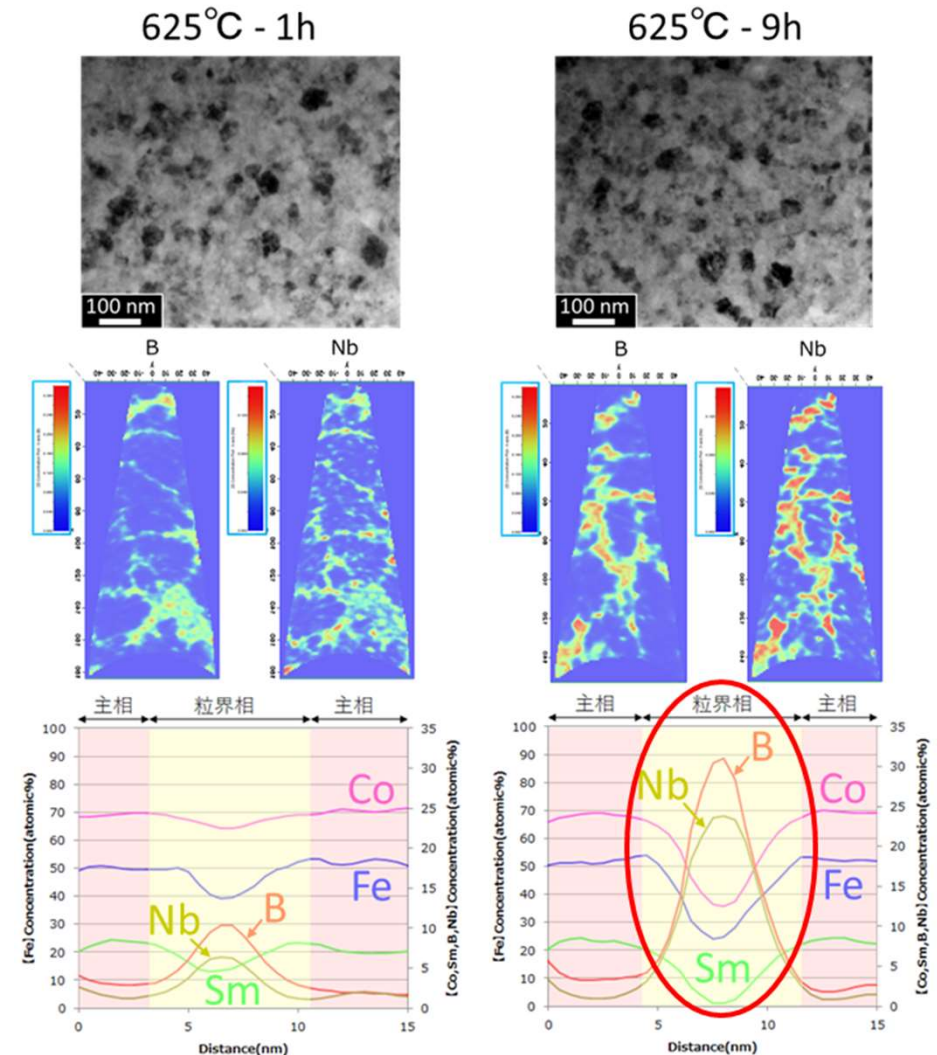 625℃ - 1h
625℃ - 9h
100 nm
100 nm
B
Nb
B
Nb
主相
粒界相
主相
主相
粒界相
主相
【Fe】Concentration(atomic%)
100
90
80
70
60
50
40
30
20
10
0
Co
Fe
Nb
B
Sm
35
30
25
20
15
10
5
0
【Co,Sm,B,Nb】Concentration(atomic%)
0
5
10
15
Distance(nm)
【Fe】Concentration(atomic%)
100
90
80
70
60
50
40
30
20
10
0
B
Nb
Co
Fe
Sm
35
30
25
20
15
10
5
0
【Co,Sm,B,Nb】Concentration(atomic%)
0
5
10
15
Distance(nm)